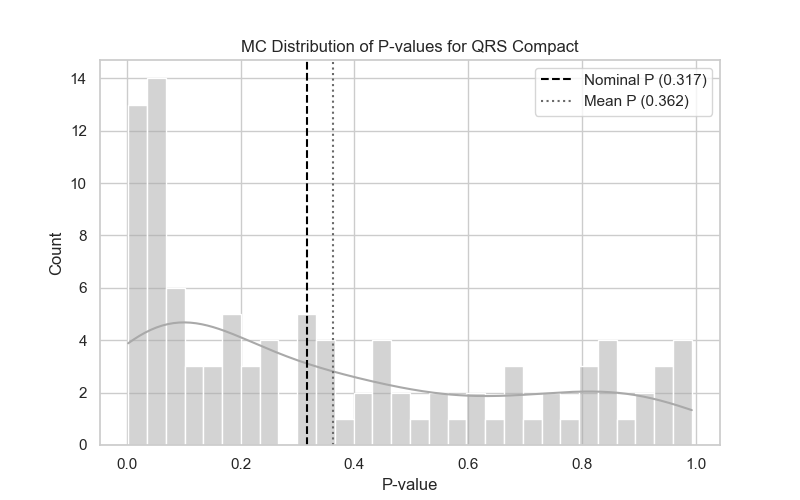 MC Distribution of P-values for QRS Compact
Nominal P (0.317)
Mean P (0.362)
14
12
10
8
6
4
2
0
Count
0.0 0.2 0.4 0.6 0.8 1.0
P-value